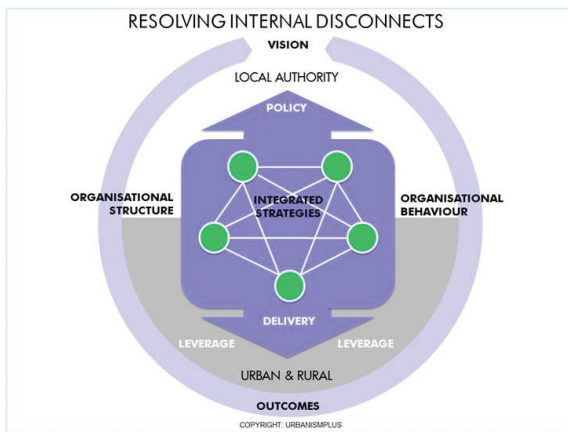 RESOLVING INTERNAL DISCONNECTS
VISION
LOCAL AUTHORITY
POLICY
ORGANISATIONAL
STRUCTURE
INTEGRATED
STRATEGIES
ORGANISATIONAL
BEHAVIOUR
DELIVERY
LEVERAGE
LEVERAGE
URBAN & RURAL
OUTCOMES
COPYRIGHT: URBANISMPLUS